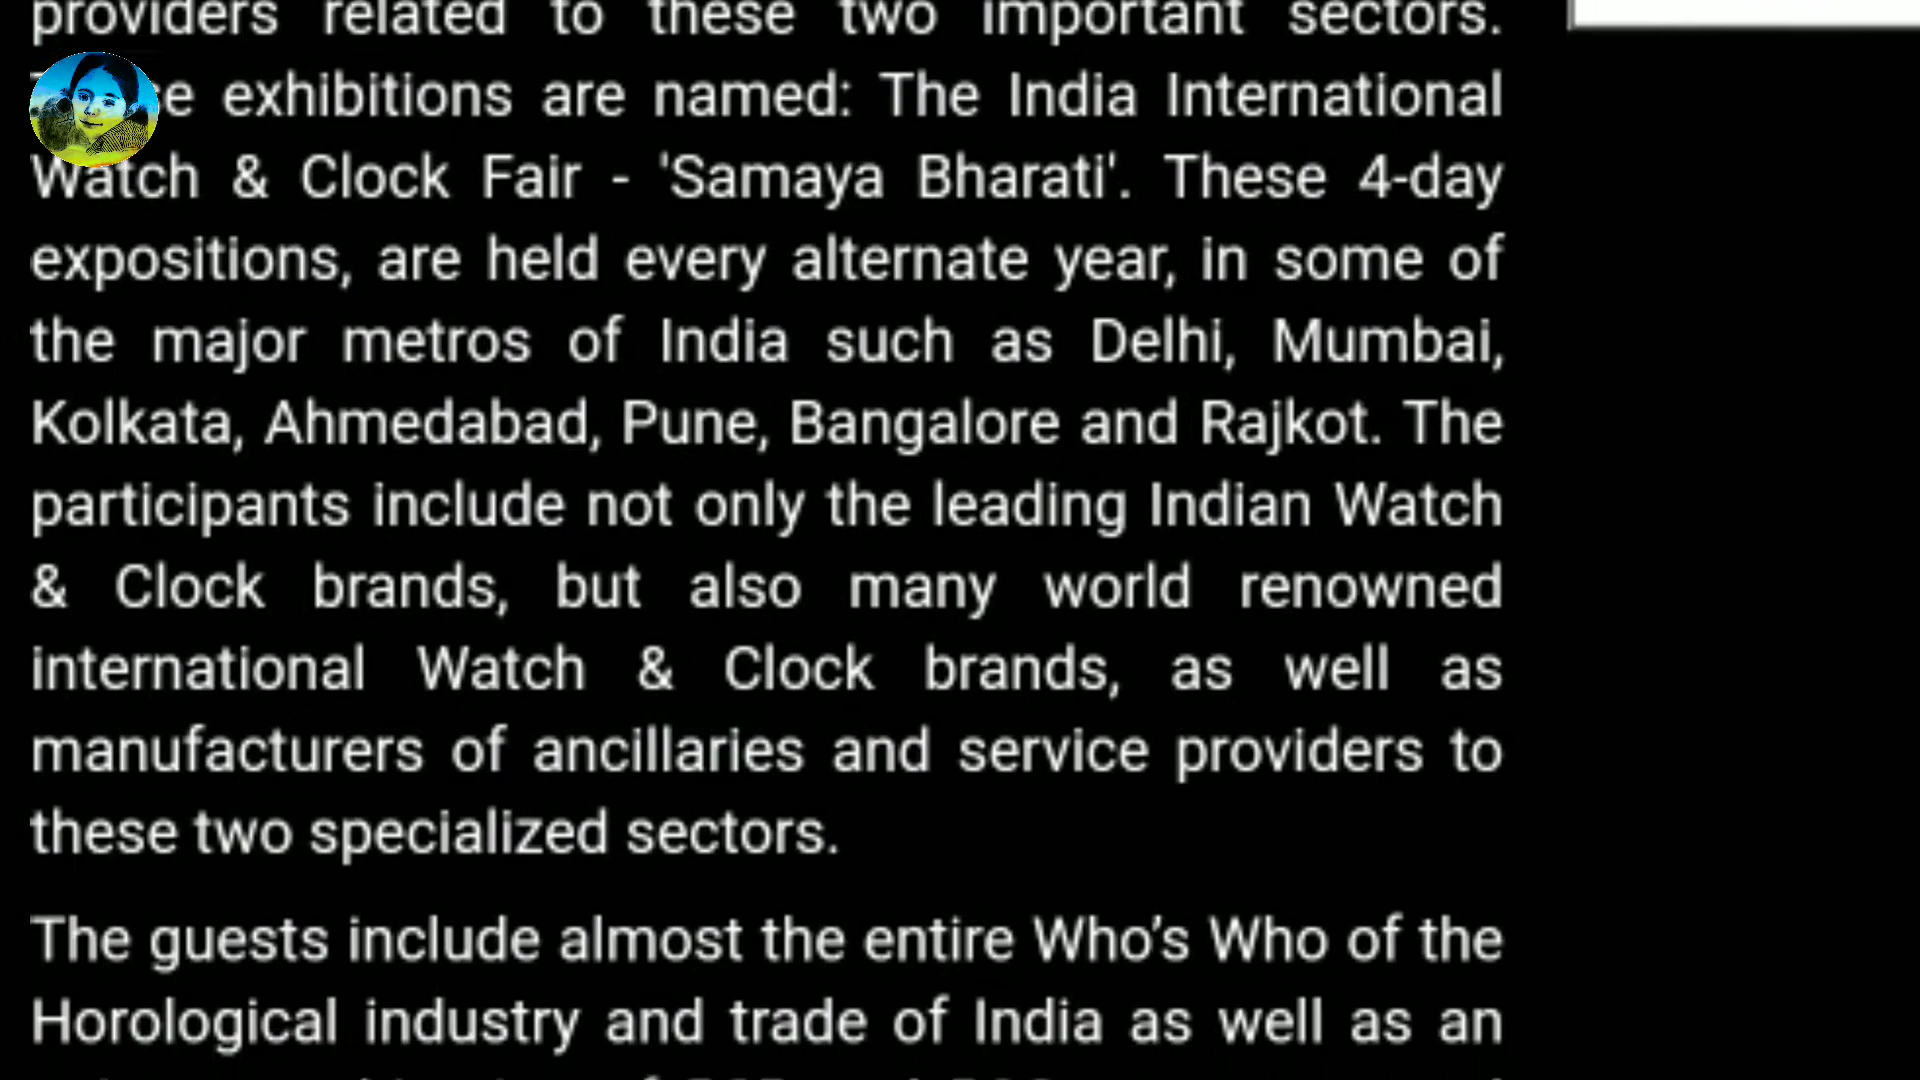 providers related to these two important sectors.
exhibitions are named: The India International
Watch & Clock Fair - 'Samaya Bharati'. These 4-day
expositions, are held every alternate year, in some of
the major metros of India such as Delhi, Mumbai,
Kolkata, Ahmedabad, Pune, Bangalore and Rajkot. The
participants include not only the leading Indian Watch
& Clock brands, but also many world renowned
international Watch & Clock brands, as well as
manufacturers of ancillaries and service providers to
these two specialized sectors.
The guests include almost the entire Who’s Who of the
Horological industry and trade of India as well as an